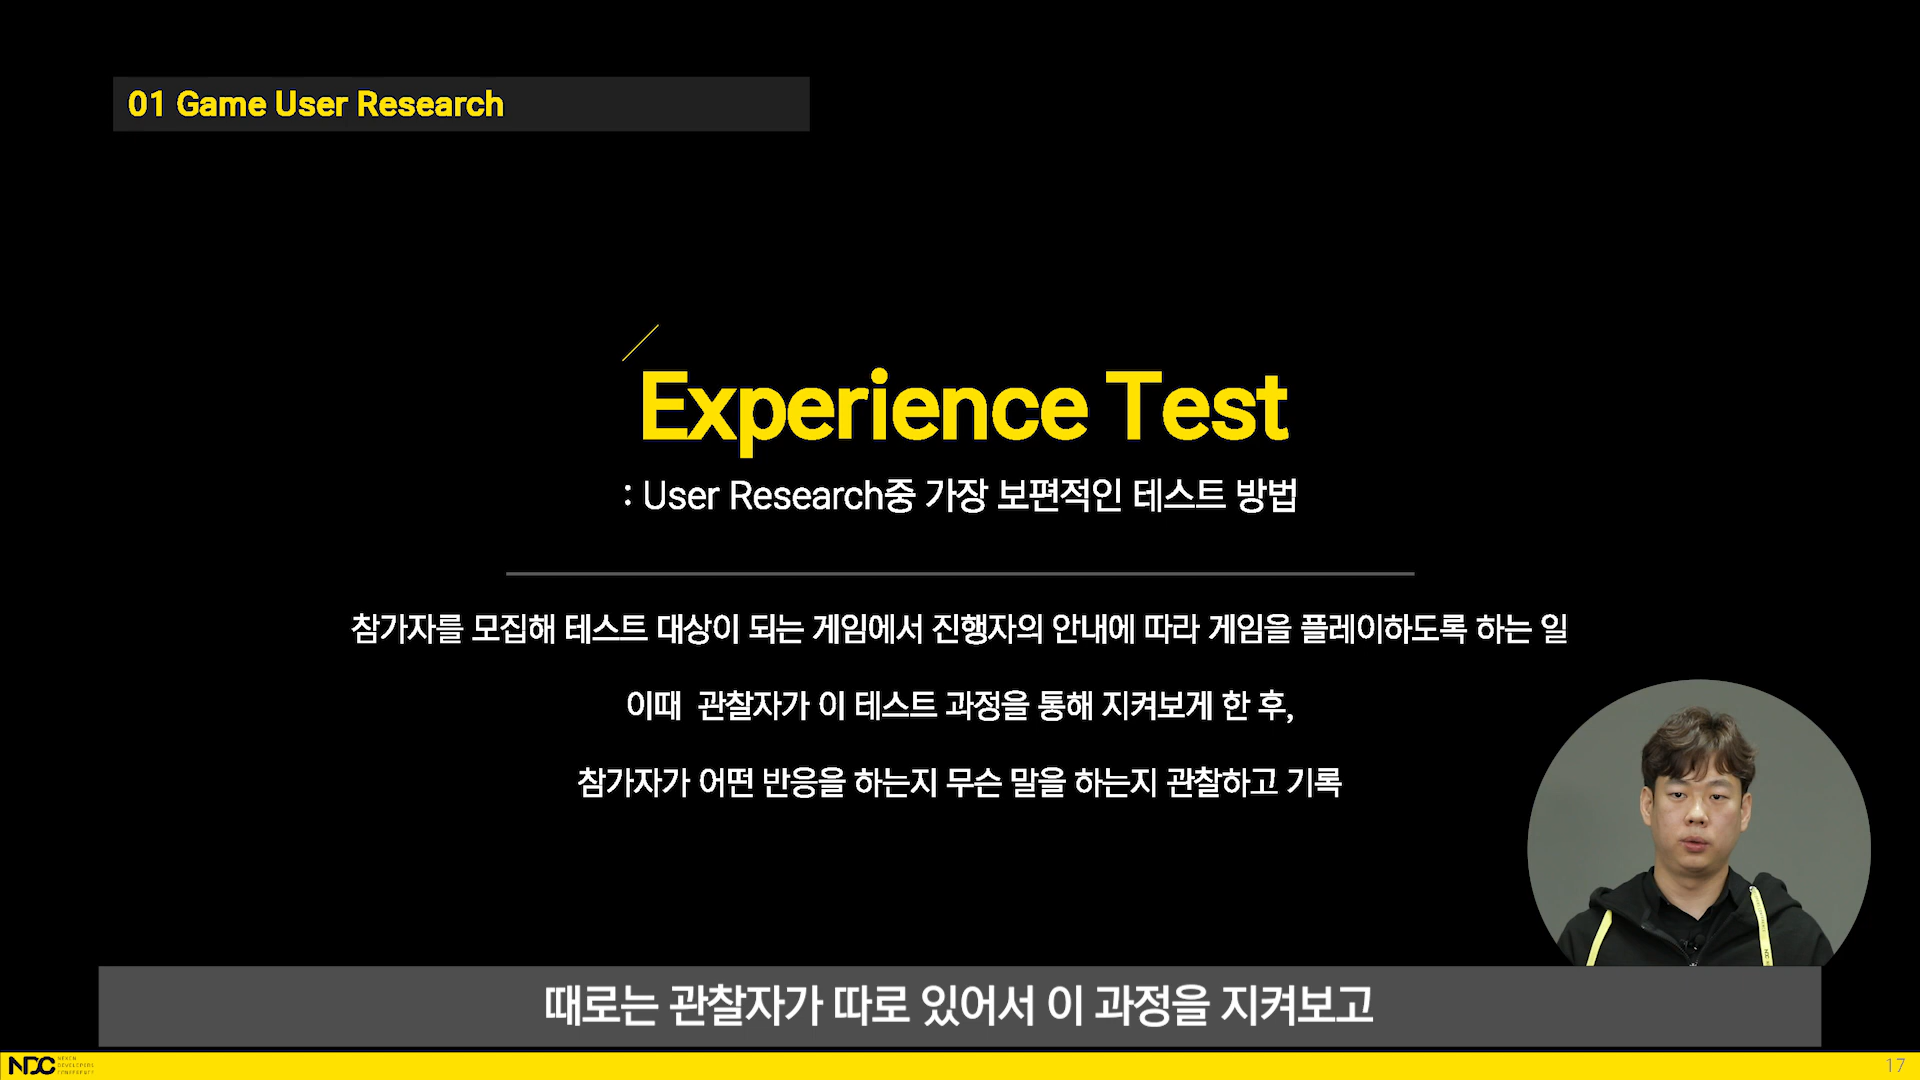 01 Game User Research
Experience Test
: User Research중 가장 보편적인 테스트 방법
참가자를 모집해 테스트 대상이 되는 게임에서 진행자의 안내에 따라 게임을 플레이하도록 하는 일
이때 관찰자가 이 테스트 과정을 통해 지켜보게 한 후,
참가자가 어떤 반응을 하는지 무슨 말을 하는지 관찰하고 기록
때로는 관찰자가 따로 있어서 이 과정을 지켜보고
NDC
NEXON
DEVELOPERS
CONFERENCE
17